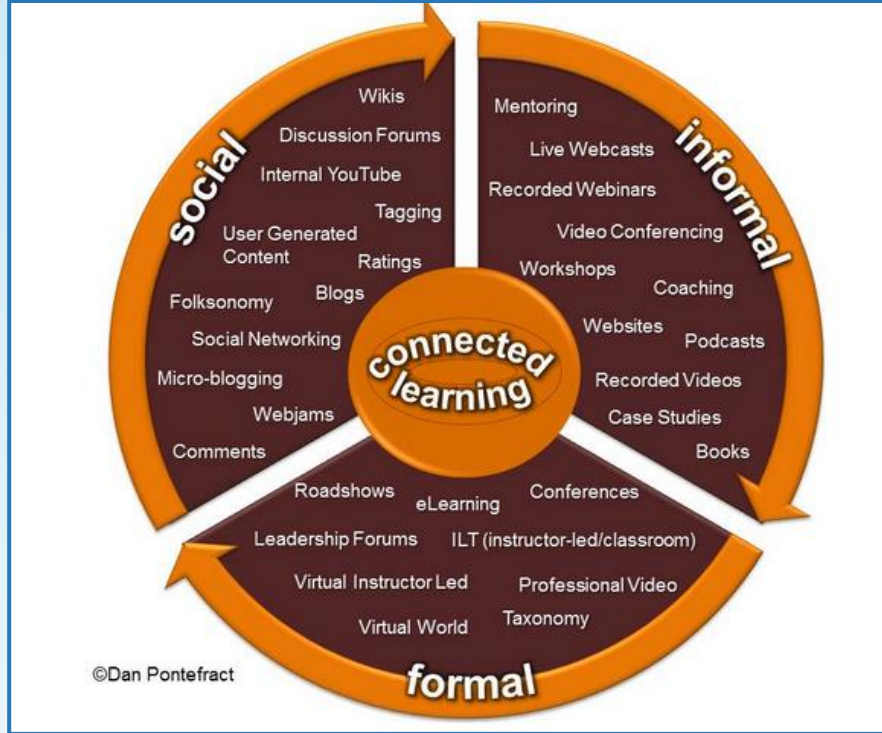 social
Wikis
Discussion Forums
Internal YouTube
Tagging
User Generated
Content
Ratings
Blogs
Folksonomy
Social Networking
Micro-blogging
Webjams
Comments
informal
Mentoring
Live Webcasts
Recorded Webinars
Video Conferencing
Workshops
Coaching
Websites
Podcasts
Recorded Videos
Case Studies
Books
connected
learning
Roadshows
eLearning
Conferences
Leadership Forums
ILT (instructor-led/classroom)
Virtual Instructor Led
Professional Video
Virtual World
Taxonomy
formal
©Dan Pontefract